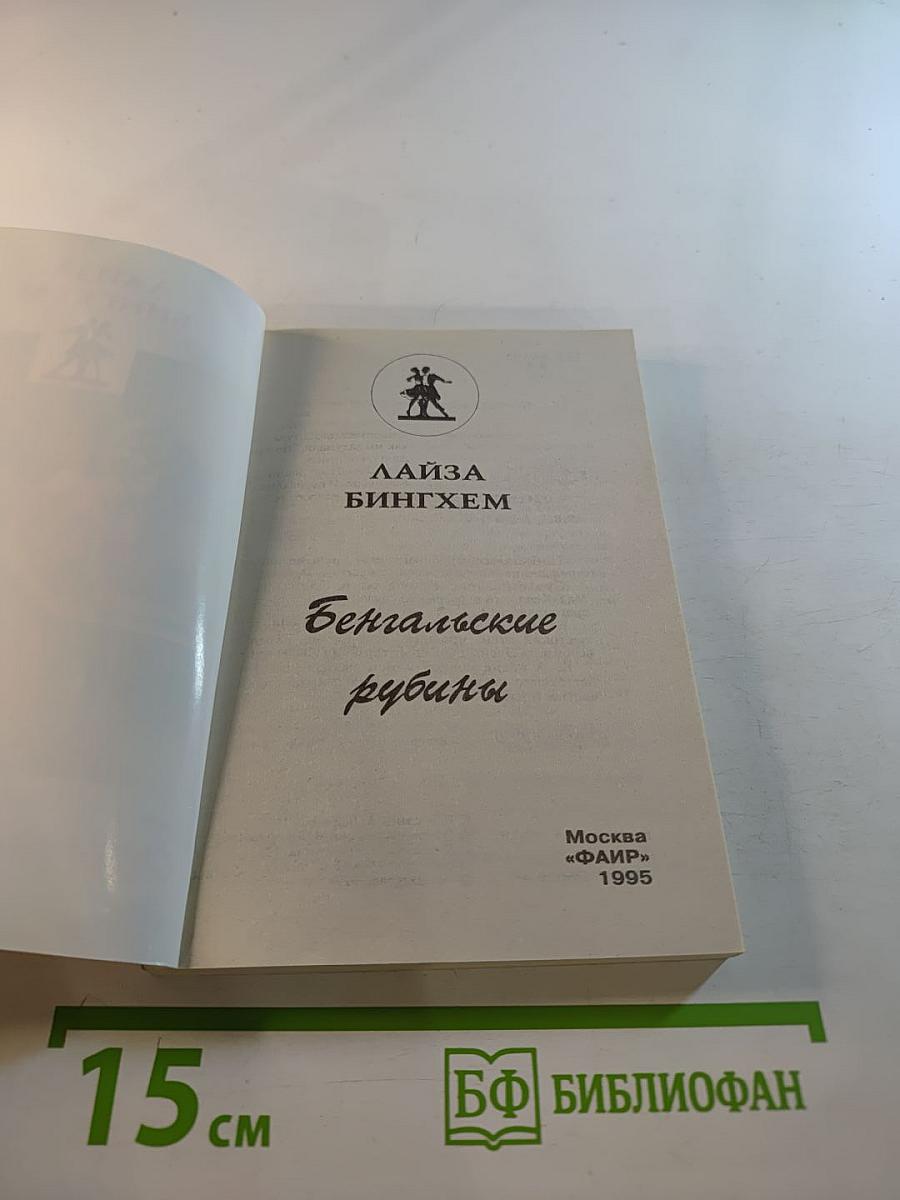 ЛАЙЗА
БИНГХЕМ
Бенгальские
рубины
Москва
«ФАИР»
1995
15 см
БФ БИБЛИОФАН